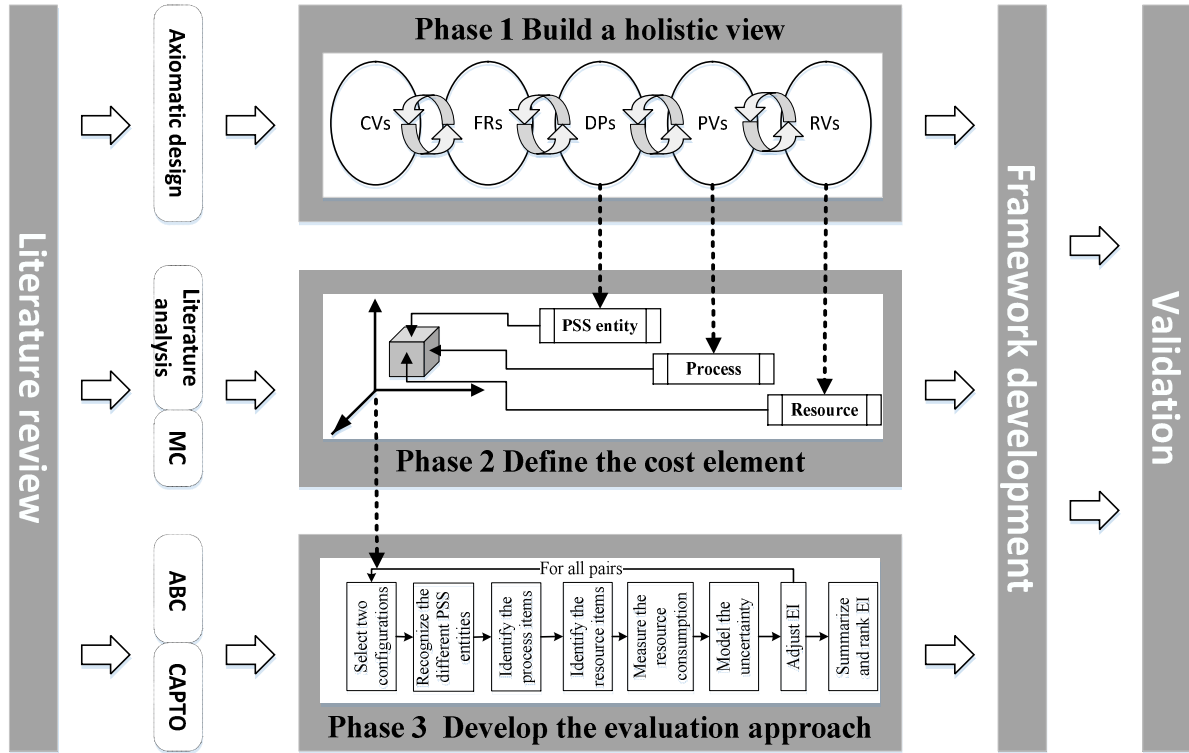 Literature review
Axiomatic design
Phase 1 Build a holistic view
CVs
FRs
DPs
PVs
RVs
Literature
analysis
MC
PSS entity
Process
Resource
Phase 2 Define the cost element
ABC
CAPTO
For all pairs
Select two
configurations
Recognize the
different PSS
entities
Identify the
process items
Identify the
resource items
Measure the
resource
consumption
Model the
uncertainty
Adjust EI
Summarize
and rank EI
Phase 3 Develop the evaluation approach
Framework development
Validation